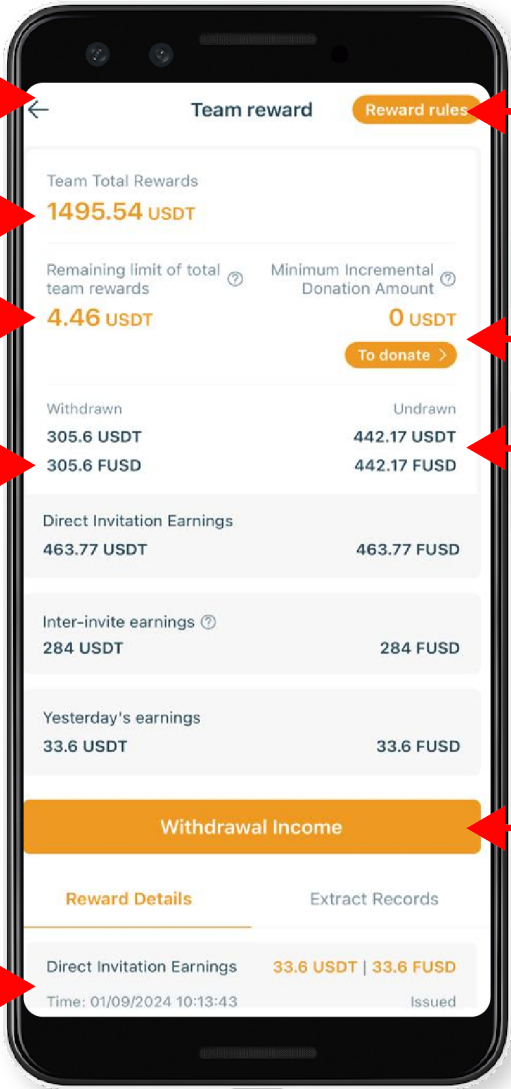 Team reward
Reward rules
Team Total Rewards
1495.54 USDT
Remaining limit of total
team rewards
4.46 USDT
Minimum Incremental
Donation Amount
0 USDT
To donate >
Withdrawn
305.6 USDT
305.6 FUSD
Undrawn
442.17 USDT
442.17 FUSD
Direct Invitation Earnings
463.77 USDT 463.77 FUSD
Inter-invite earnings
284 USDT 284 FUSD
Yesterday's earnings
33.6 USDT 33.6 FUSD
Withdrawal Income
Reward Details Extract Records
Direct Invitation Earnings 33.6 USDT | 33.6 FUSD
Time: 01/09/2024 10:13:43 Issued